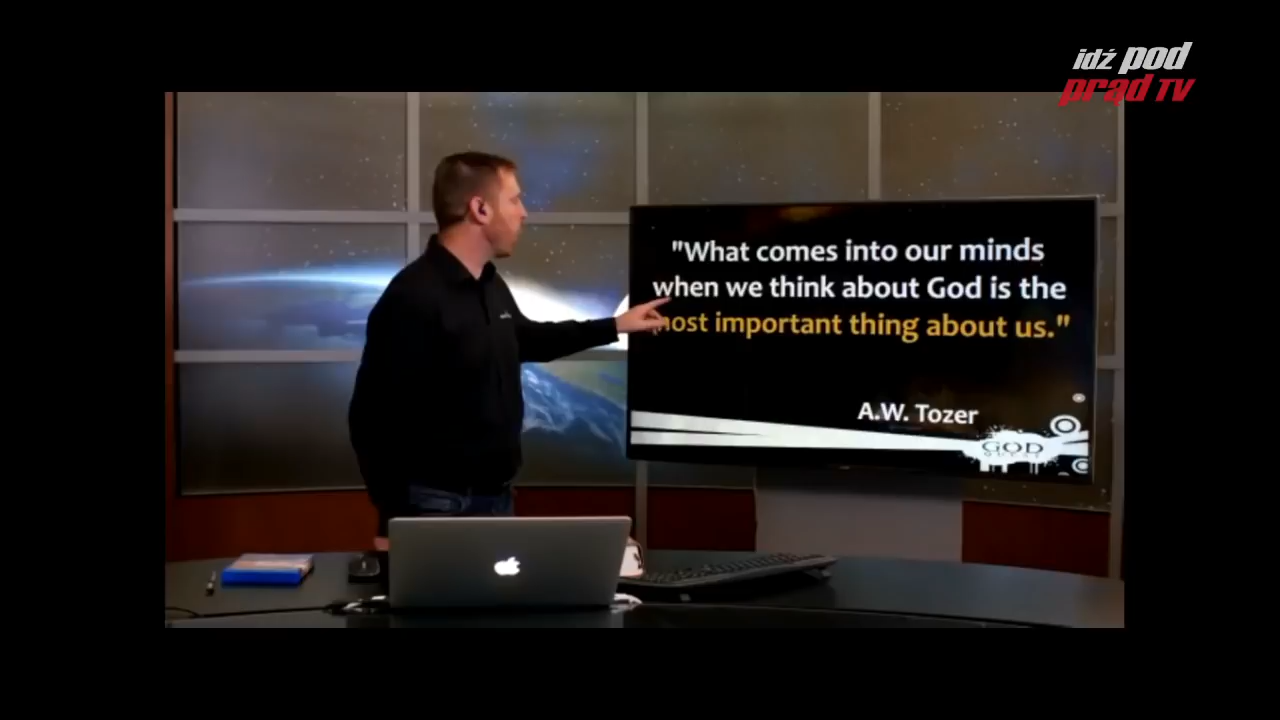 idź pod
prąd TV
"What comes into our minds
when we think about God is the
most important thing about us."
A.W. Tozer
GOD